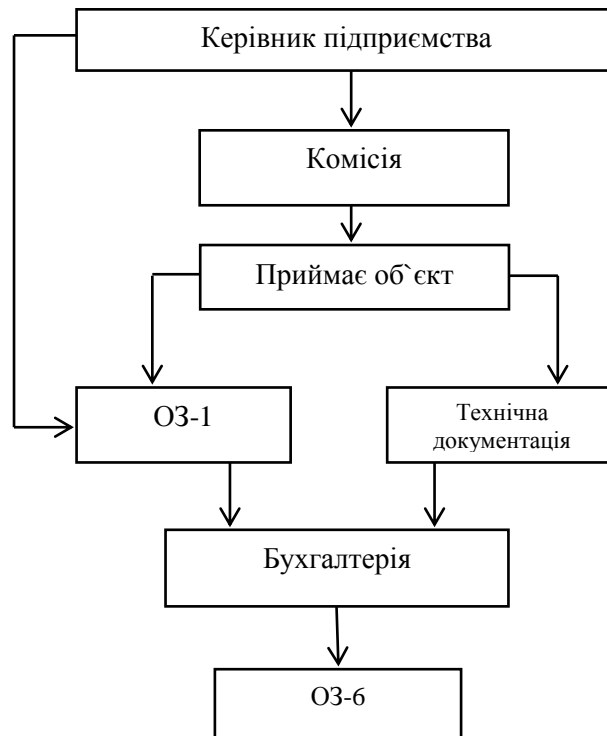 Керівник підприємства
Комісія
Приймає об`єкт
ОЗ-1
Технічна
документація
Бухгалтерія
ОЗ-6